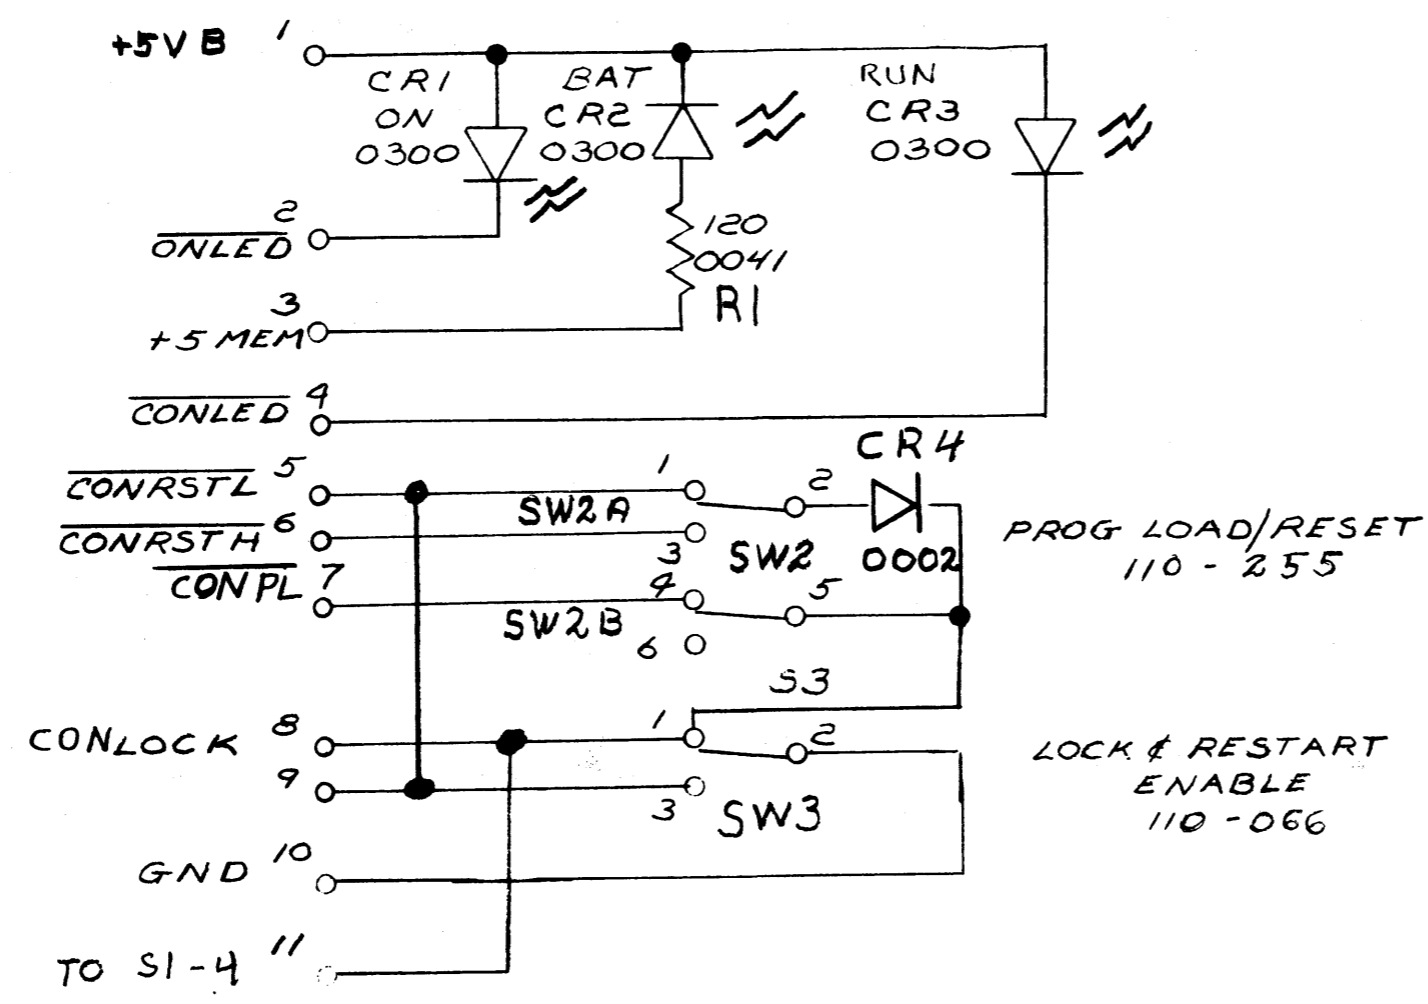 +5VB 1
CR1
ON
0300
BAT
CR2
0300
RUN
CR3
0300
2
ONLED
120
0041
R1
3
+5 MEM
4
CONLED
CR4
5
CONRSTL
1
2
SW2A
6
CONRSTH
3
SW2
0002
PROG LOAD/RESET
110-255
7
CONPL
4
5
SW2B
6
S3
8
CONLOCK
1
2
LOCK & RESTART
ENABLE
110-066
9
3
SW3
10
GND
11
TO S1-4